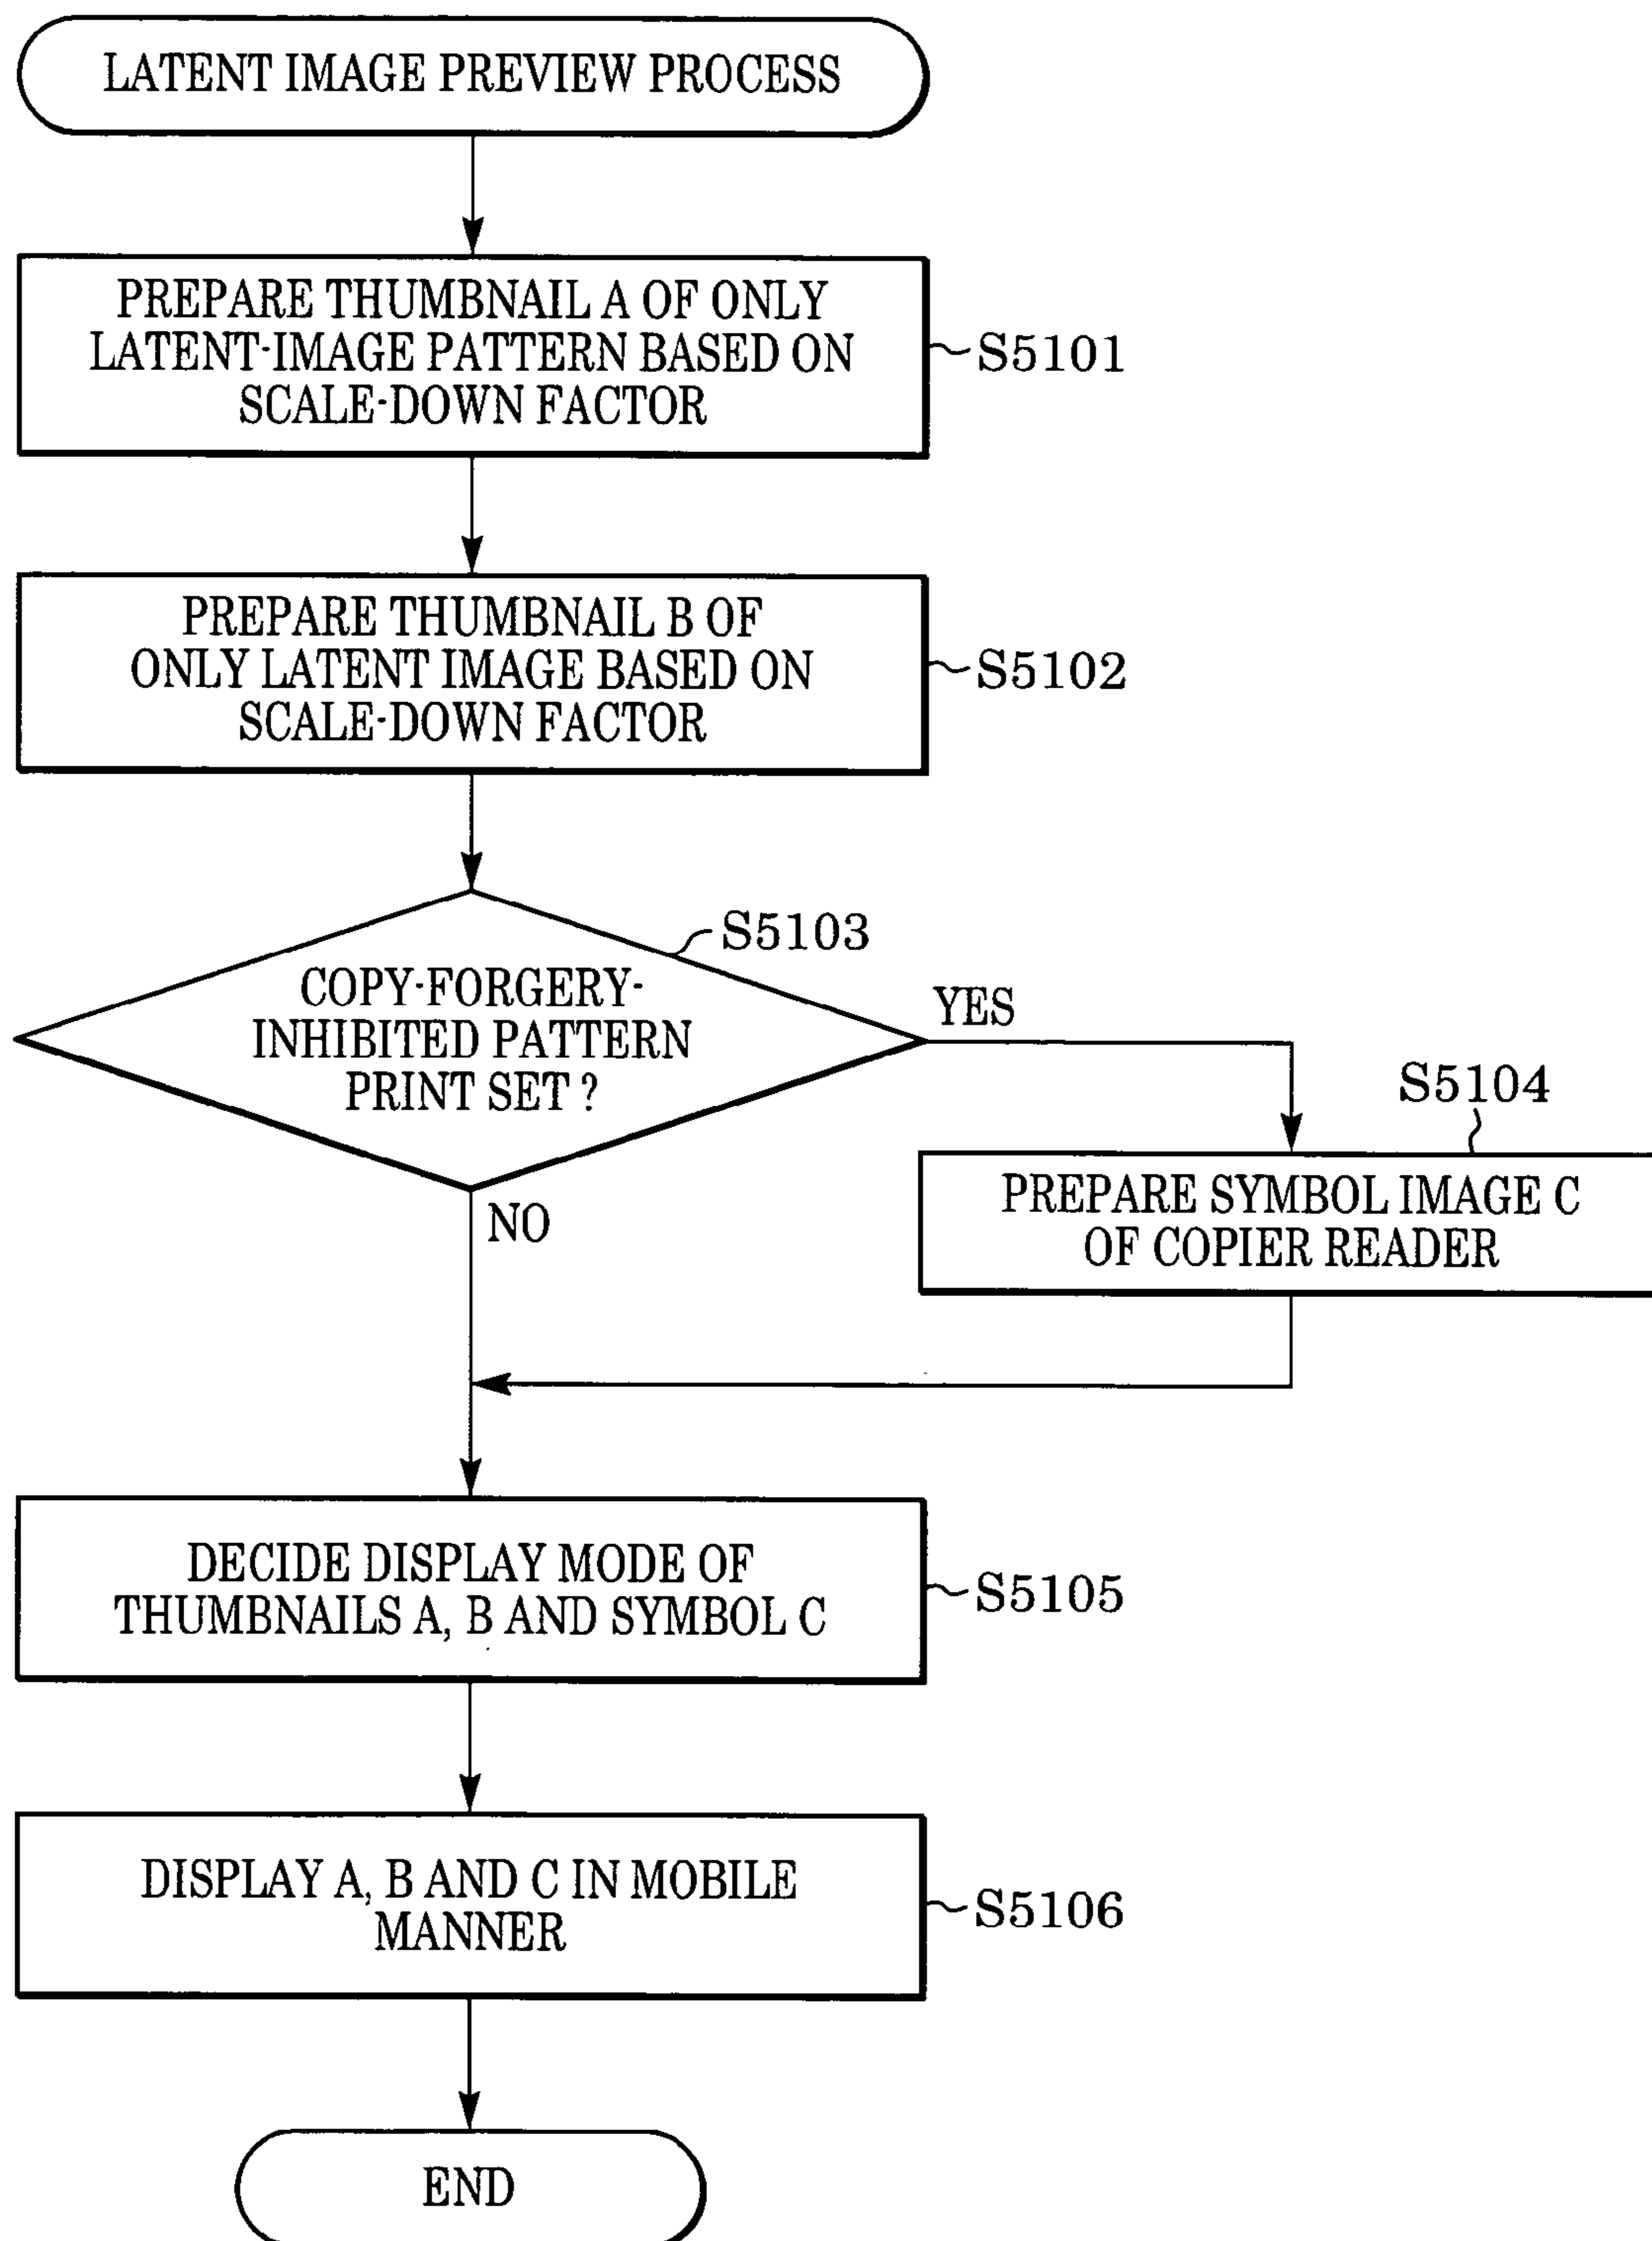 LATENT IMAGE PREVIEW PROCESS
PREPARE THUMBNAIL A OF ONLY
LATENT-IMAGE PATTERN BASED ON
SCALE-DOWN FACTOR
S5101
PREPARE THUMBNAIL B OF
ONLY LATENT IMAGE BASED ON
SCALE-DOWN FACTOR
S5102
S5103
COPY-FORGERY-
INHIBITED PATTERN
PRINT SET ?
YES
NO
S5104
PREPARE SYMBOL IMAGE C
OF COPIER READER
DECIDE DISPLAY MODE OF
THUMBNAILS A, B AND SYMBOL C
S5105
DISPLAY A, B AND C IN MOBILE
MANNER
S5106
END